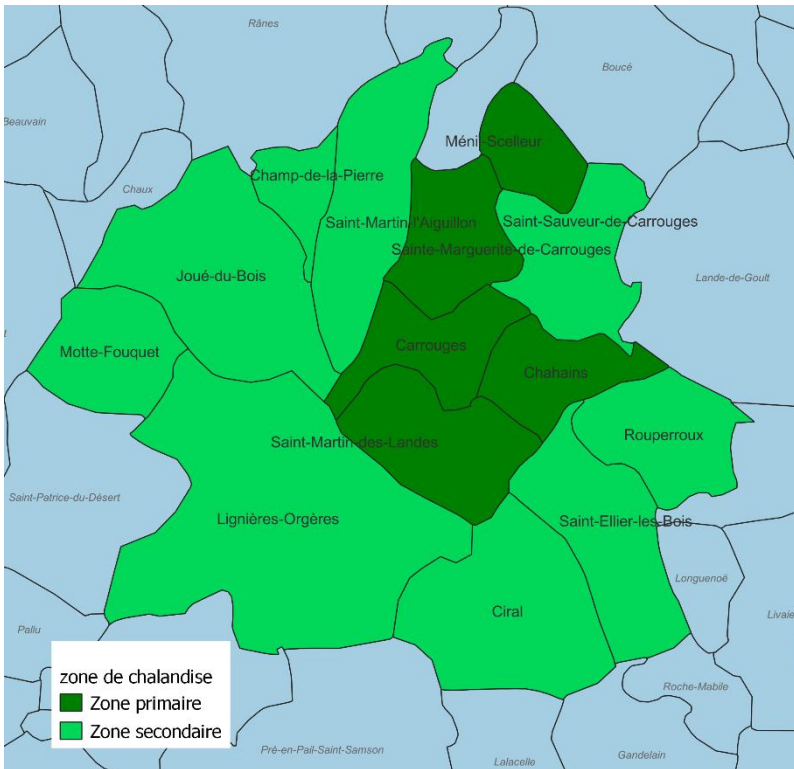 Rânes
Boucé
Beauvain
Ménil-Scelleur
Champ-de-la-Pierre
Chaux
Saint-Martin-l'Aiguillon
Saint-Sauveur-de-Carrouges
Sainte-Marguerite-de-Carrouges
Joué-du-Bois
Lande-de-Goult
Motte-Fouquet
Carrouges
Chahains
Saint-Martin-des-Landes
Rouperroux
Saint-Patrice-du-Désert
Lignières-Orgères
Saint-Ellier-les-Bois
Longuenoë
Ciral
Livaie
Pallu
zone de chalandise
Roche-Mabile
Zone primaire
Zone secondaire
Pré-en-Pail-Saint-Samson
Gandelain
Lalacelle